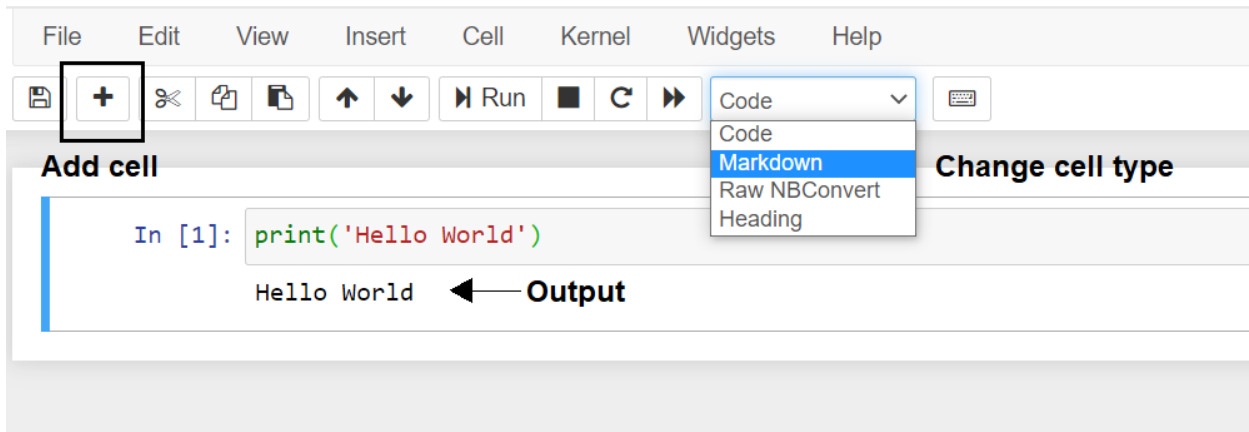 File Edit View Insert Cell Kernel Widgets Help
Run Code
Code
Markdown
Raw NBConvert
Heading
Add cell
Change cell type
In [1]: print('Hello World')
Hello World
Output